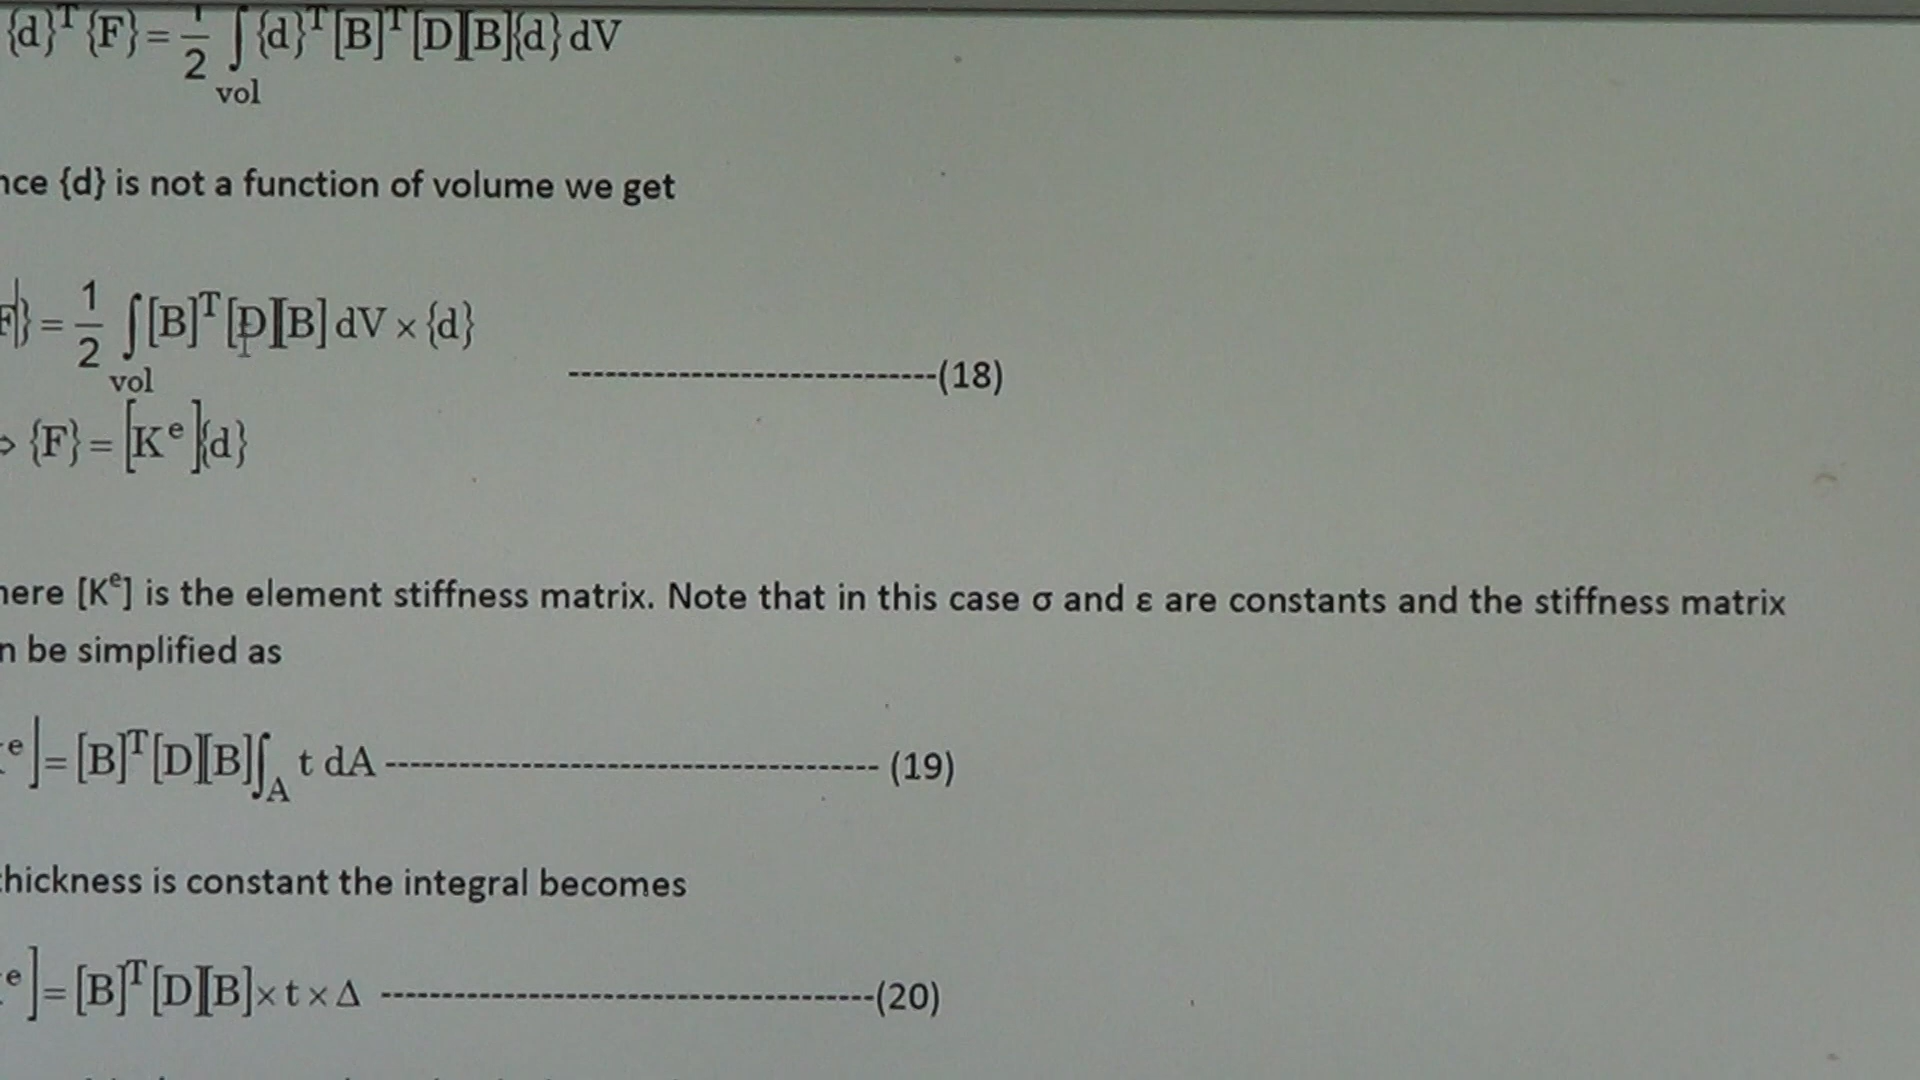 {d}ᵀ {F} = 1/2 ∫vol {d}ᵀ [B]ᵀ [D][B]{d} dV
nce {d} is not a function of volume we get
F} = 1/2 ∫vol [B]ᵀ [D][B] dV × {d}
--------------------------------(18)
{F} = [Kᵉ]{d}
here [Kᵉ] is the element stiffness matrix. Note that in this case σ and ε are constants and the stiffness matrix
n be simplified as
ᵉ] = [B]ᵀ [D][B] ∫A t dA ------------------------------------------ (19)
thickness is constant the integral becomes
ᵉ] = [B]ᵀ [D][B] × t × Δ ------------------------------------------(20)